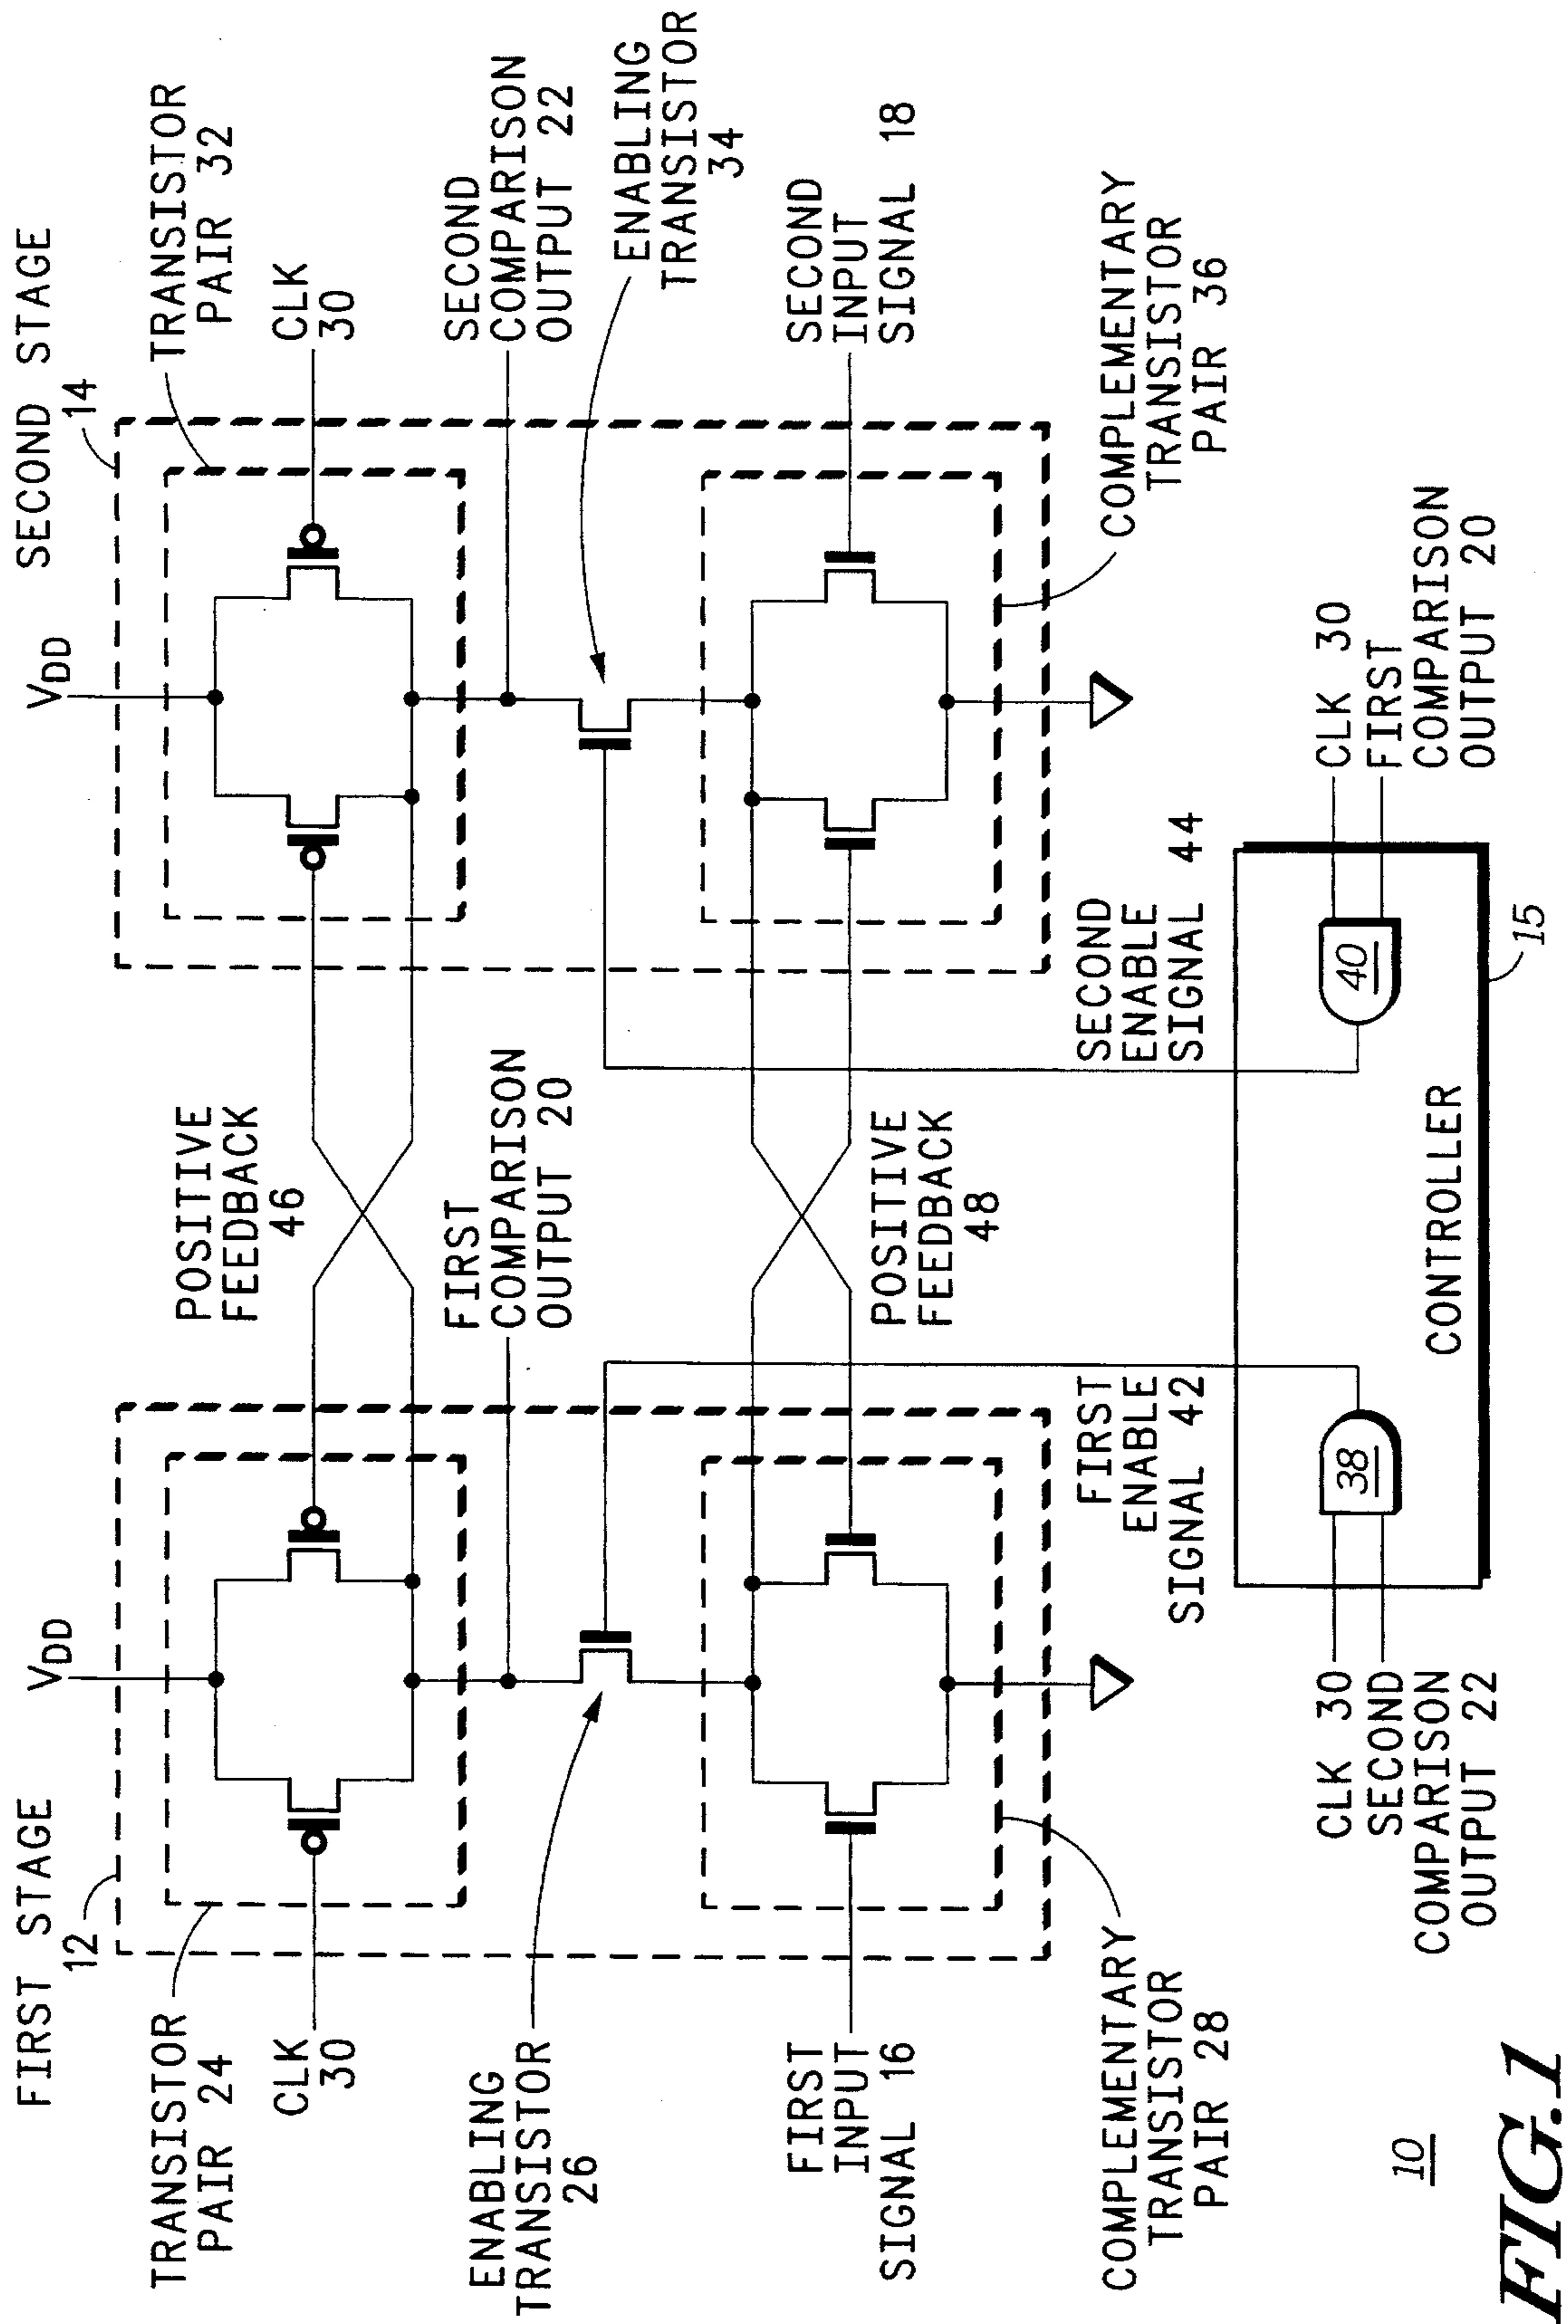 FIRST STAGE
12
SECOND STAGE
14
VDD
VDD
TRANSISTOR
PAIR 24
TRANSISTOR
PAIR 32
CLK
30
CLK
30
POSITIVE
FEEDBACK
46
FIRST
COMPARISON
OUTPUT 20
SECOND
COMPARISON
OUTPUT 22
ENABLING
TRANSISTOR
26
ENABLING
TRANSISTOR
34
FIRST
INPUT
SIGNAL 16
SECOND
INPUT
SIGNAL 18
POSITIVE
FEEDBACK
48
COMPLEMENTARY
TRANSISTOR
PAIR 28
COMPLEMENTARY
TRANSISTOR
PAIR 36
FIRST
ENABLE
SIGNAL 42
SECOND
ENABLE
SIGNAL 44
CLK 30
SECOND
COMPARISON
OUTPUT 22
38
CONTROLLER
40
CLK 30
FIRST
COMPARISON
OUTPUT 20
15
10
FIG.1